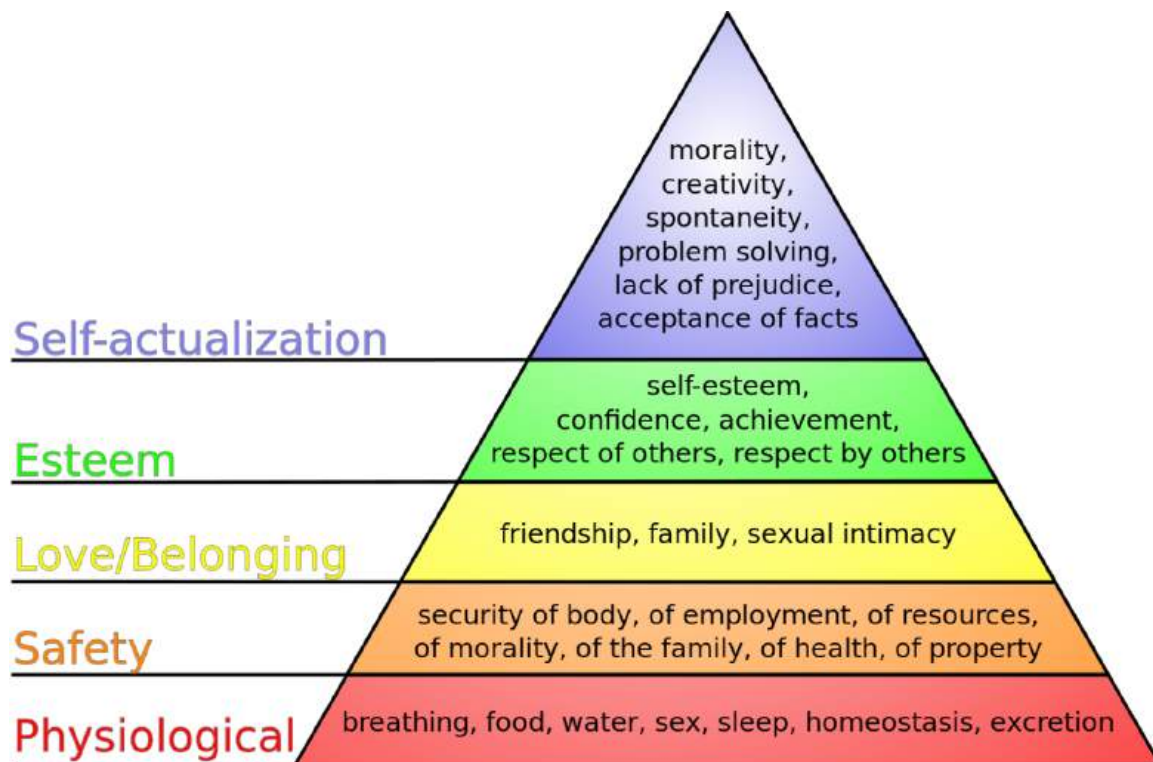 morality,
creativity,
spontaneity,
problem solving,
lack of prejudice,
acceptance of facts
Self-actualization
self-esteem,
confidence, achievement,
respect of others, respect by others
Esteem
friendship, family, sexual intimacy
Love/Belonging
security of body, of employment, of resources,
of morality, of the family, of health, of property
Safety
breathing, food, water, sex, sleep, homeostasis, excretion
Physiological